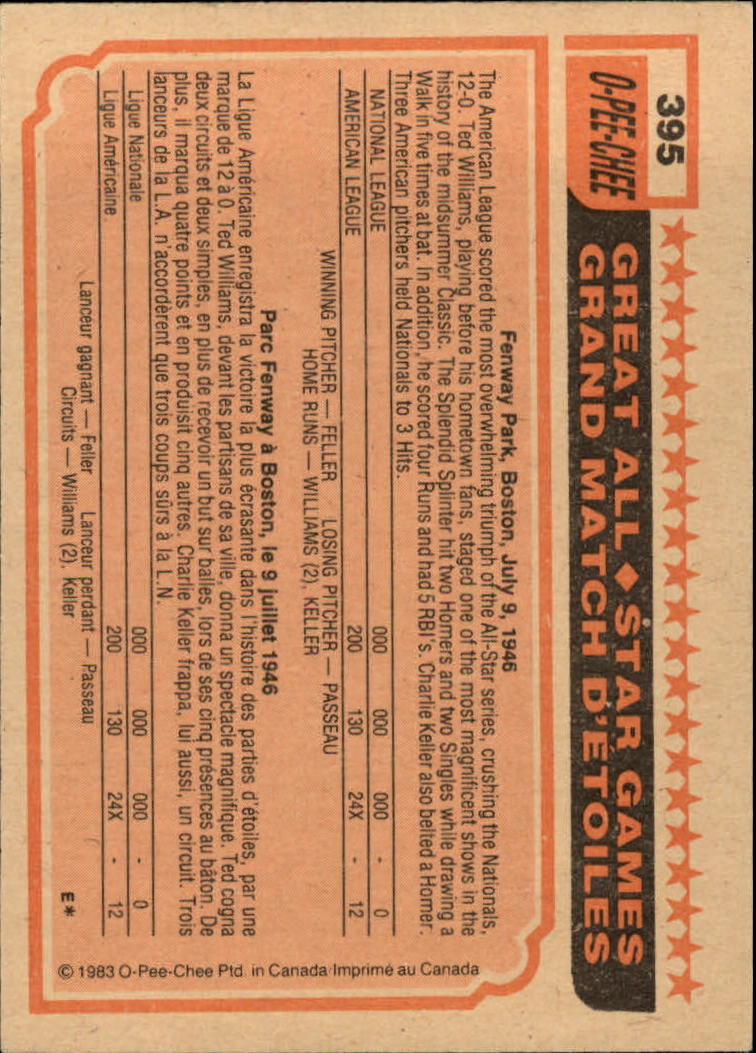 395
O-PEE-CHEE
GREAT ALL ◆ STAR GAMES
GRAND MATCH D'ÉTOILES
Fenway Park, Boston, July 9, 1946
The American League scored the most overwhelming triumph of the All-Star series, crushing the Nationals,
12-0. Ted Williams, playing before his hometown fans, staged one of the most magnificent shows in the
history of the midsummer Classic. The Splendid Splinter hit two Homers and two Singles while drawing a
Walk in five times at bat. In addition, he scored four Runs and had 5 RBI's. Charlie Keller also belted a Homer.
Three American pitchers held Nationals to 3 Hits.
NATIONAL LEAGUE 000 000 000 - 0
AMERICAN LEAGUE 200 130 24X - 12
WINNING PITCHER — FELLER LOSING PITCHER — PASSEAU
HOME RUNS — WILLIAMS (2), KELLER
Parc Fenway à Boston, le 9 juillet 1946
La Ligue Américaine enregistra la victoire la plus écrasante dans l'histoire des parties d'étoiles, par une
marque de 12 à 0. Ted Williams, devant les partisans de sa ville, donna un spectacle magnifique. Ted cogna
deux circuits et deux simples, en plus de recevoir un but sur balles, lors de ses cinq présences au bâton. De
plus, il marqua quatre points et en produisit cinq autres. Charlie Keller frappa, lui aussi, un circuit. Trois
lanceurs de la L.A. n'accordèrent que trois coups sûrs à la L.N.
Ligue Nationale 000 000 000 - 0
Ligue Américaine 200 130 24X - 12
Lanceur gagnant — Feller Lanceur perdant — Passeau
Circuits — Williams (2), Keller
E*
© 1983 O-Pee-Chee Ptd. in Canada/Imprimé au Canada